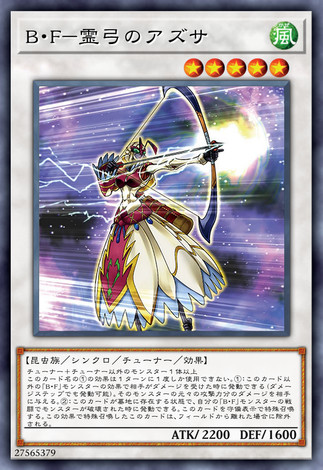 B・F－霊弓のアズサ
風
【昆虫族／シンクロ／チューナー／効果】
チューナー＋チューナー以外のモンスター１体以上
このカード名の①の効果は１ターンに１度しか使用できない。①：このカード以
外の「B・F」モンスターの効果で相手がダメージを受けた時に発動できる（ダメー
ジステップでも発動可能）。そのモンスターの元々の攻撃力分のダメージを相手
に与える。②：このカードが墓地に存在する状態で、自分の「B・F」モンスターの戦
闘でモンスターが破壊された時に発動できる。このカードを守備表示で特殊召喚
する。この効果で特殊召喚したこのカードは、フィールドから離れた場合に除外
される。
ATK/ 2200 DEF/1600
27565379